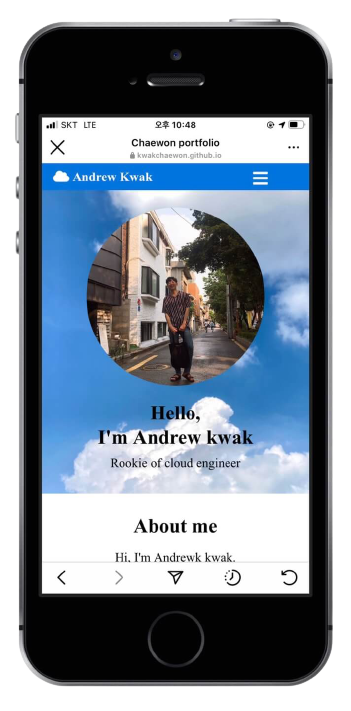 SKT LTE
오후 10:48
Chaewon portfolio
kwakchaewon.github.io
Andrew Kwak
Hello,
I'm Andrew kwak
Rookie of cloud engineer
About me
Hi, I'm Andrewk kwak.